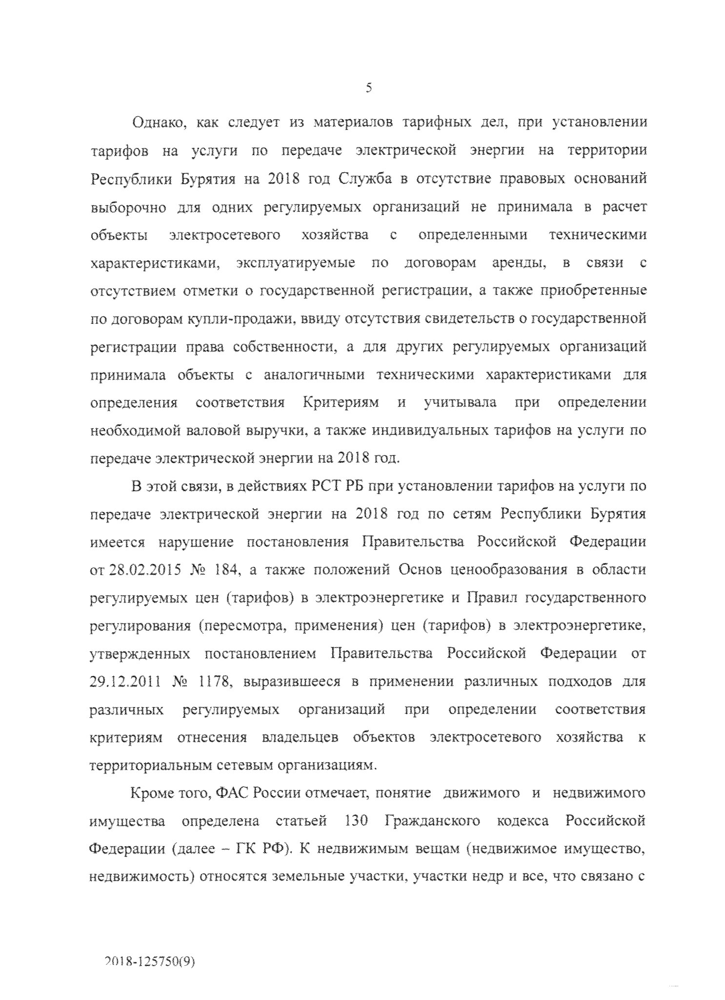 5
Однако, как следует из материалов тарифных дел, при установлении
тарифов на услуги по передаче электрической энергии на территории
Республики Бурятия на 2018 год Служба в отсутствие правовых оснований
выборочно для одних регулируемых организаций не принимала в расчет
объекты электросетевого хозяйства с определенными техническими
характеристиками, эксплуатируемые по договорам аренды, в связи с
отсутствием отметки о государственной регистрации, а также приобретенные
по договорам купли-продажи, ввиду отсутствия свидетельств о государственной
регистрации права собственности, а для других регулируемых организаций
принимала объекты с аналогичными техническими характеристиками для
определения соответствия Критериям и учитывала при определении
необходимой валовой выручки, а также индивидуальных тарифов на услуги по
передаче электрической энергии на 2018 год.
В этой связи, в действиях РСТ РБ при установлении тарифов на услуги по
передаче электрической энергии на 2018 год по сетям Республики Бурятия
имеется нарушение постановления Правительства Российской Федерации
от 28.02.2015 № 184, а также положений Основ ценообразования в области
регулируемых цен (тарифов) в электроэнергетике и Правил государственного
регулирования (пересмотра, применения) цен (тарифов) в электроэнергетике,
утвержденных постановлением Правительства Российской Федерации от
29.12.2011 № 1178, выразившееся в применении различных подходов для
различных регулируемых организаций при определении соответствия
критериям отнесения владельцев объектов электросетевого хозяйства к
территориальным сетевым организациям.
Кроме того, ФАС России отмечает, понятие движимого и недвижимого
имущества определена статьей 130 Гражданского кодекса Российской
Федерации (далее – ГК РФ). К недвижимым вещам (недвижимое имущество,
недвижимость) относятся земельные участки, участки недр и все, что связано с
2018-125750(9)